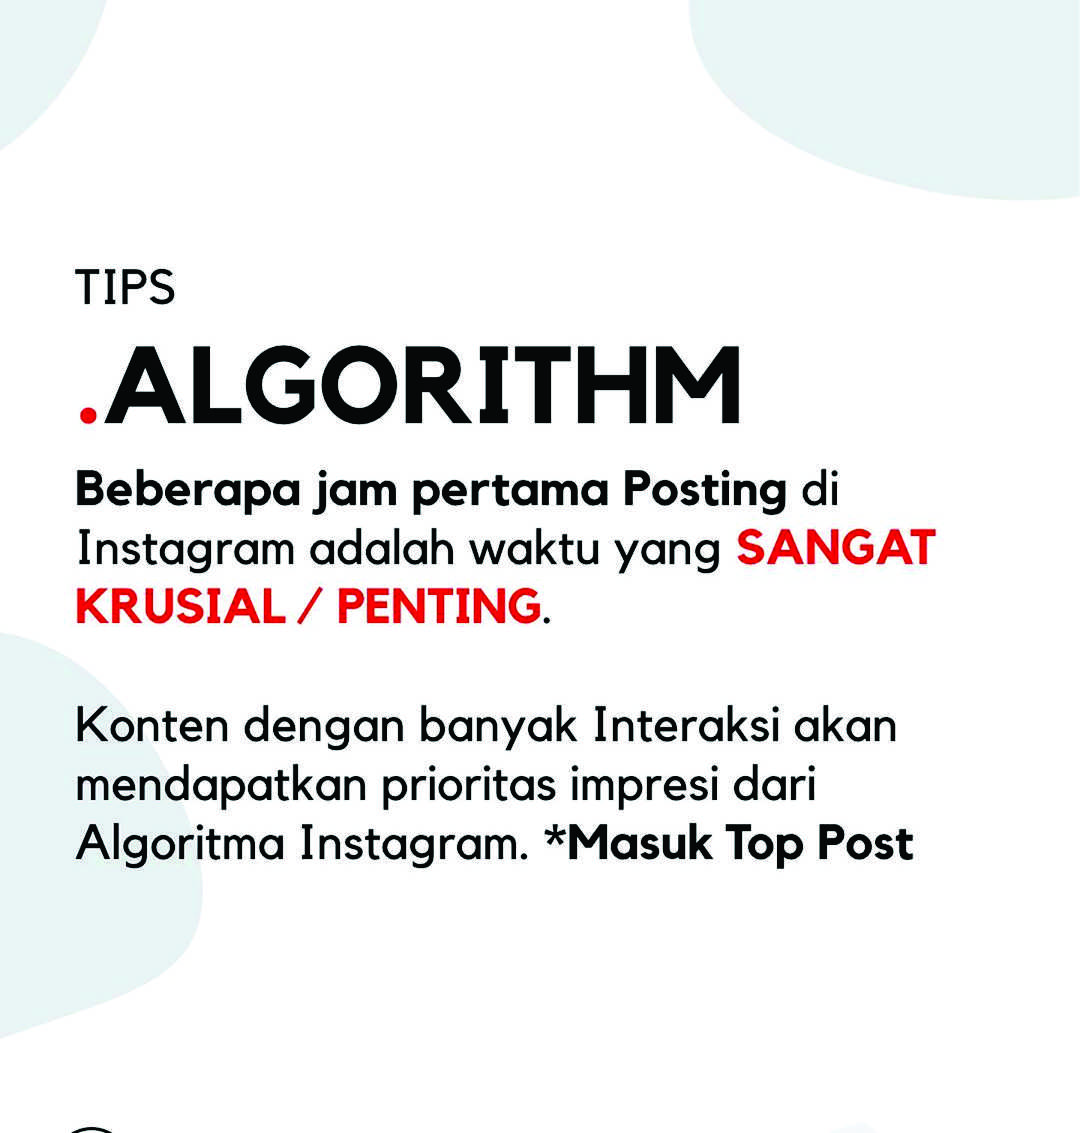 TIPS
.ALGORITHM
Beberapa jam pertama Posting di
Instagram adalah waktu yang SANGAT
KRUSIAL / PENTING.
Konten dengan banyak Interaksi akan
mendapatkan prioritas impresi dari
Algoritma Instagram. *Masuk Top Post